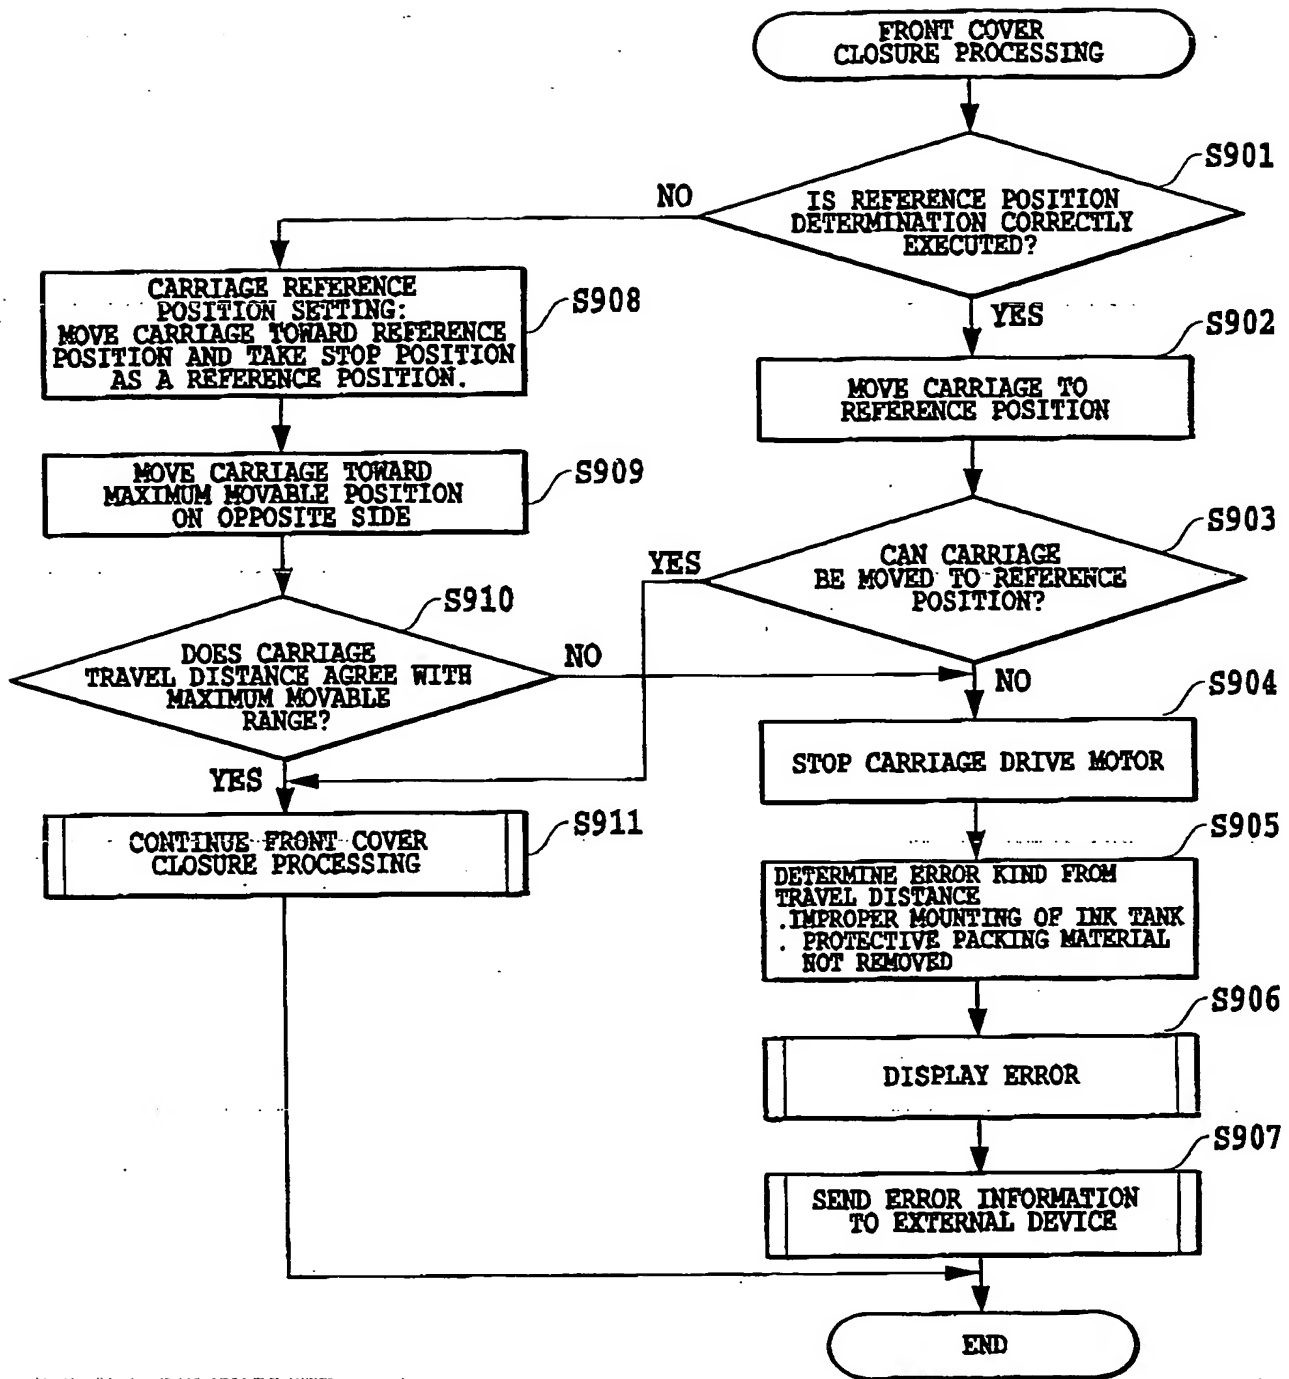 FRONT COVER
CLOSURE PROCESSING
S901
IS REFERENCE POSITION
DETERMINATION CORRECTLY
EXECUTED?
NO
YES
CARRIAGE REFERENCE
POSITION SETTING:
MOVE CARRIAGE TOWARD REFERENCE
POSITION AND TAKE STOP POSITION
AS A REFERENCE POSITION.
S908
S902
MOVE CARRIAGE TO
REFERENCE POSITION
MOVE CARRIAGE TOWARD
MAXIMUM MOVABLE POSITION
ON OPPOSITE SIDE
S909
S903
CAN CARRIAGE
BE MOVED TO REFERENCE
POSITION?
YES
NO
S910
DOES CARRIAGE
TRAVEL DISTANCE AGREE WITH
MAXIMUM MOVABLE
RANGE?
NO
YES
S904
STOP CARRIAGE DRIVE MOTOR
CONTINUE FRONT COVER
CLOSURE PROCESSING
S911
S905
DETERMINE ERROR KIND FROM
TRAVEL DISTANCE
.IMPROPER MOUNTING OF INK TANK
. PROTECTIVE PACKING MATERIAL
NOT REMOVED
S906
DISPLAY ERROR
S907
SEND ERROR INFORMATION
TO EXTERNAL DEVICE
END